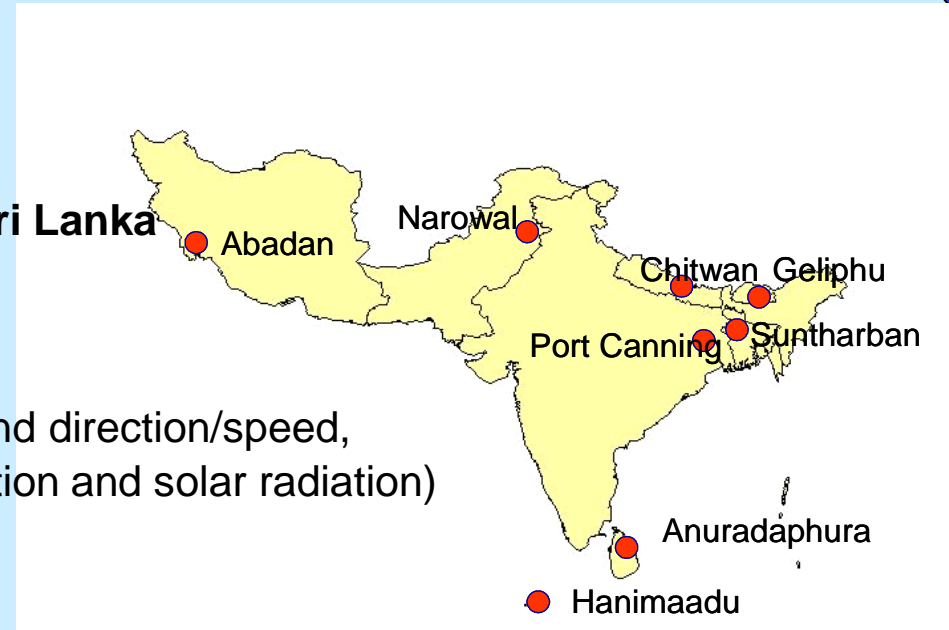 ri Lanka
Narowal
Abadan
Chitwan Geliphu
Port Canning
Suntharban
nd direction/speed,
tion and solar radiation)
Anuradaphura
Hanimaadu